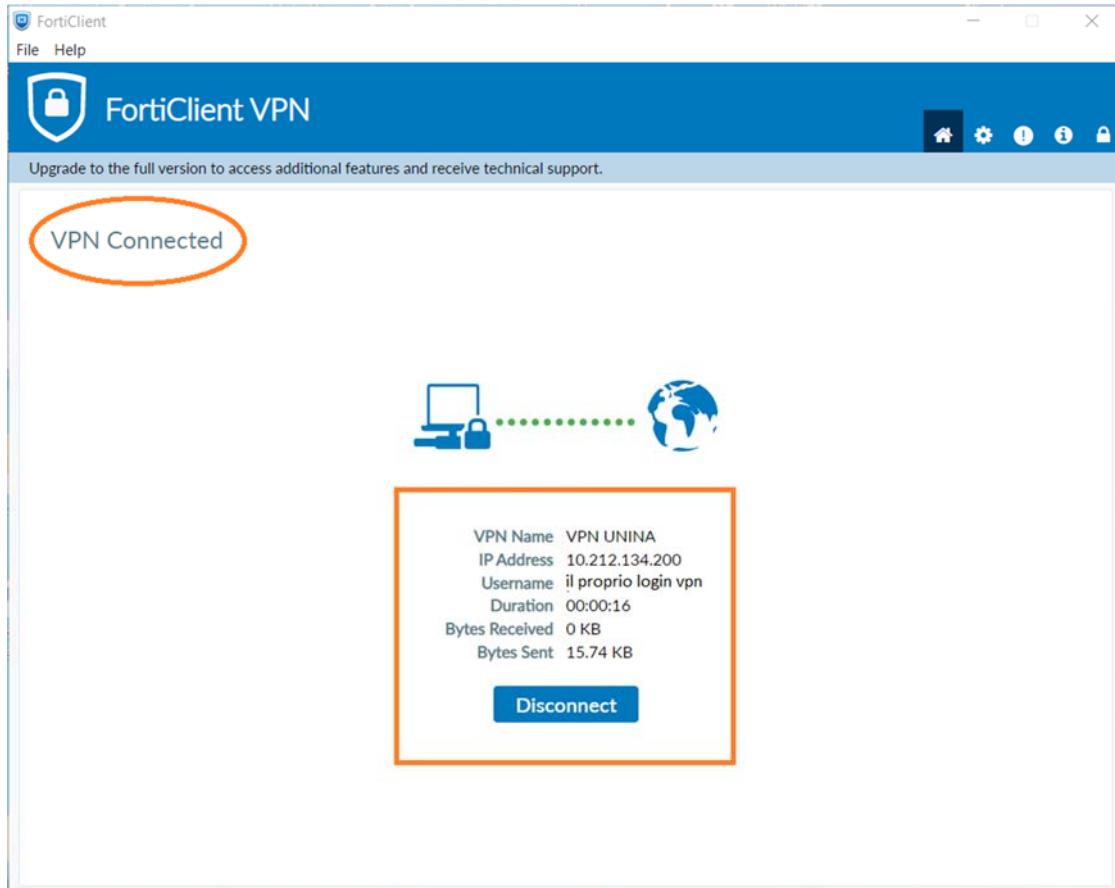 FortiClient
File Help
FortiClient VPN
Upgrade to the full version to access additional features and receive technical support.
VPN Connected
VPN Name VPN UNINA
IP Address 10.212.134.200
Username il proprio login vpn
Duration 00:00:16
Bytes Received 0 KB
Bytes Sent 15.74 KB
Disconnect